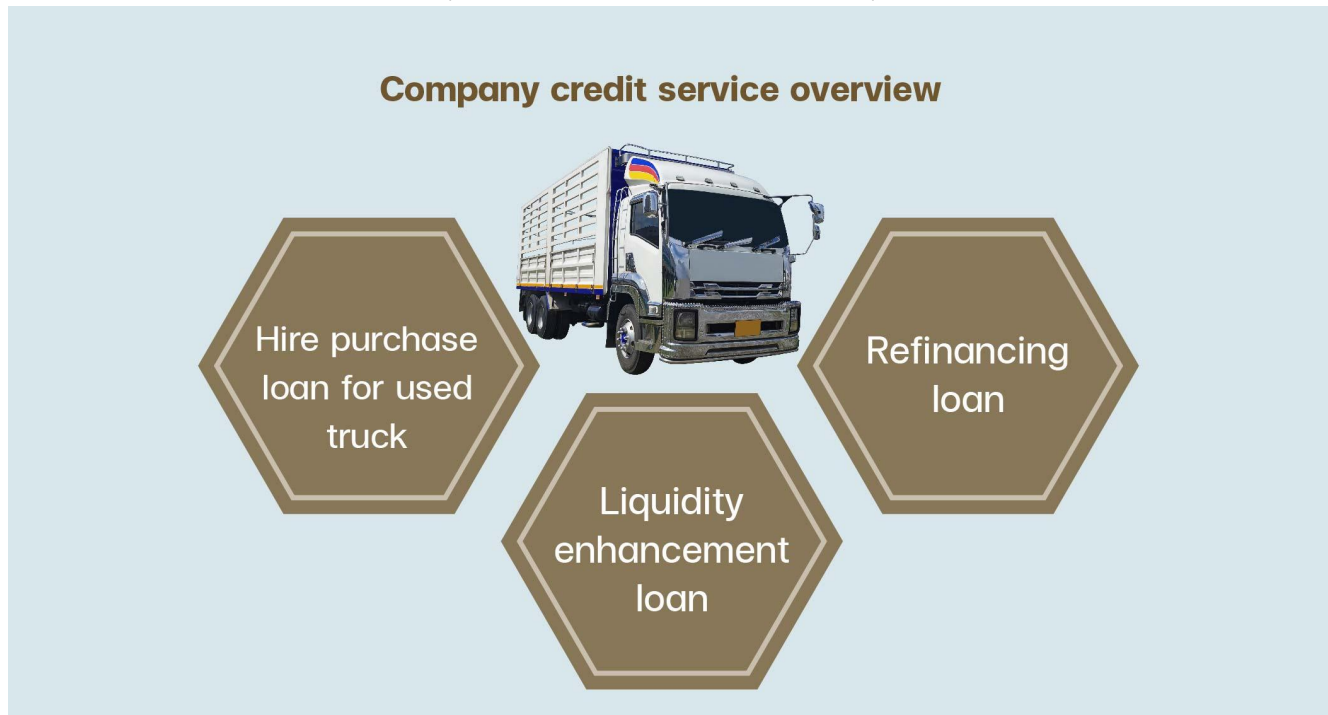 Company credit service overview
Hire purchase
loan for used
truck
Liquidity
enhancement
loan
Refinancing
loan